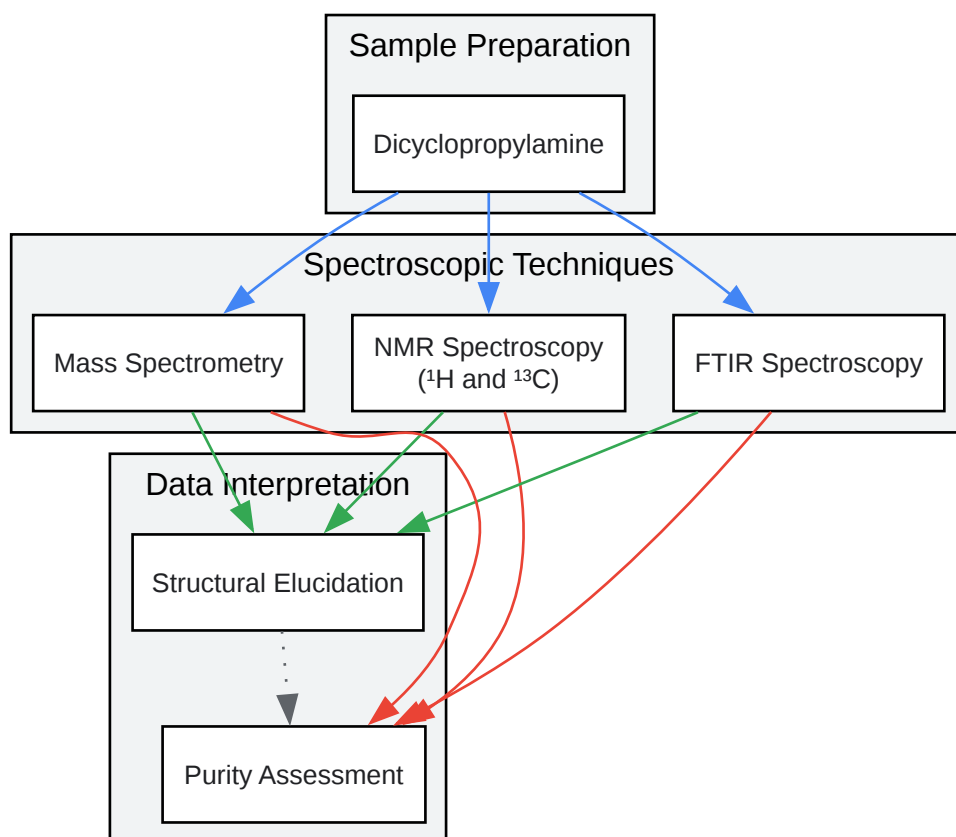 Sample Preparation
Dicyclopropylamine
Spectroscopic Techniques
Mass Spectrometry
NMR Spectroscopy
(¹H and ¹³C)
FTIR Spectroscopy
Data Interpretation
Structural Elucidation
Purity Assessment